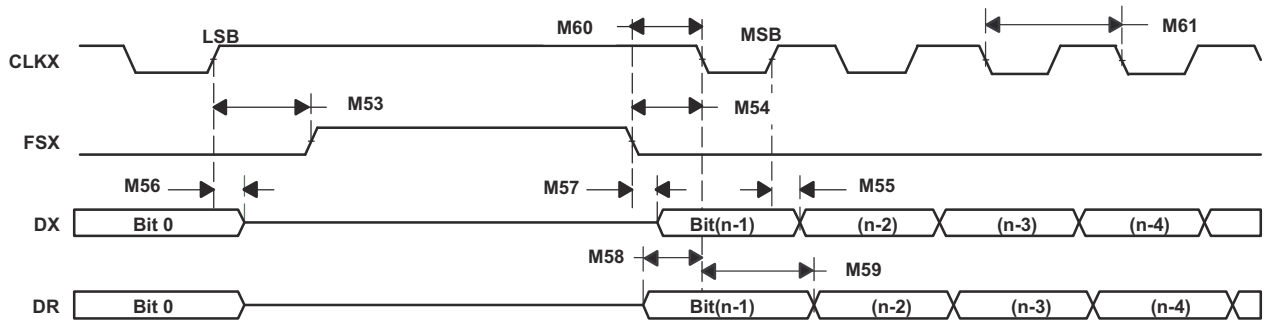 M60
M61
LSB
MSB
CLKX
M53
M54
FSX
M56
M57
M55
DX
Bit 0
Bit(n-1)
(n-2)
(n-3)
(n-4)
M58
M59
DR
Bit 0
Bit(n-1)
(n-2)
(n-3)
(n-4)